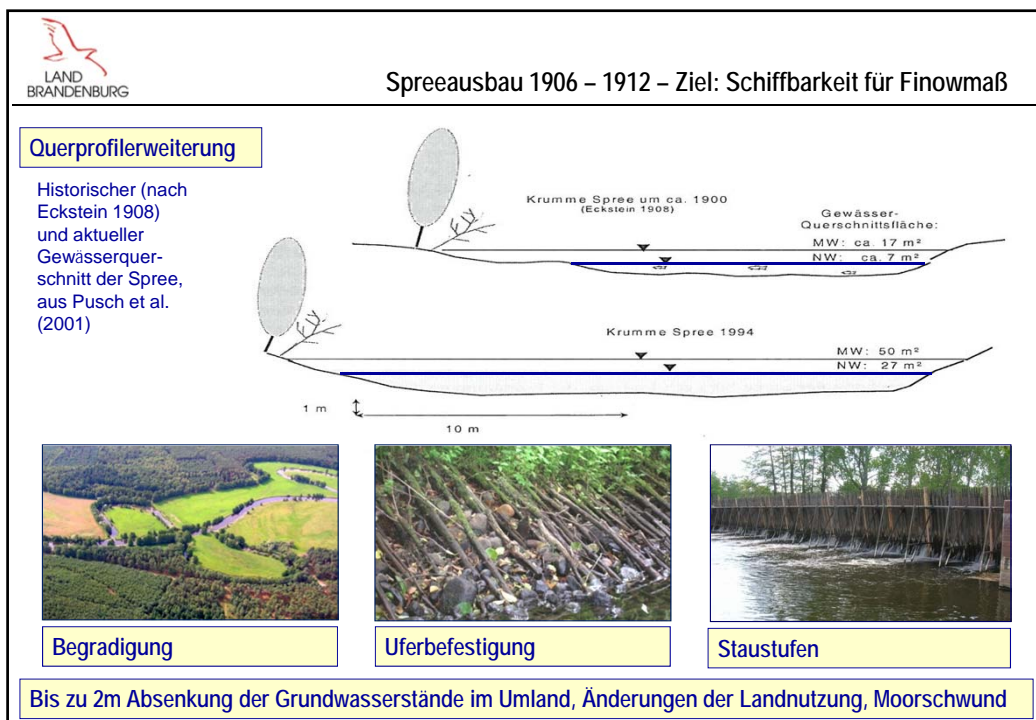 LAND
BRANDENBURG
Spreeausbau 1906 – 1912 – Ziel: Schiffbarkeit für Finowmaß
Querprofilerweiterung
Historischer (nach
Eckstein 1908)
und aktueller
Gewässerquer-
schnitt der Spree,
aus Pusch et al.
(2001)
Krumme Spree um ca. 1900
(Eckstein 1908)
Gewässer-
Querschnittsfläche:
MW: ca. 17 m²
NW: ca. 7 m²
Krumme Spree 1994
MW: 50 m²
NW: 27 m²
1 m
10 m
Begradigung
Uferbefestigung
Staustufen
Bis zu 2m Absenkung der Grundwasserstände im Umland, Änderungen der Landnutzung, Moorschwund